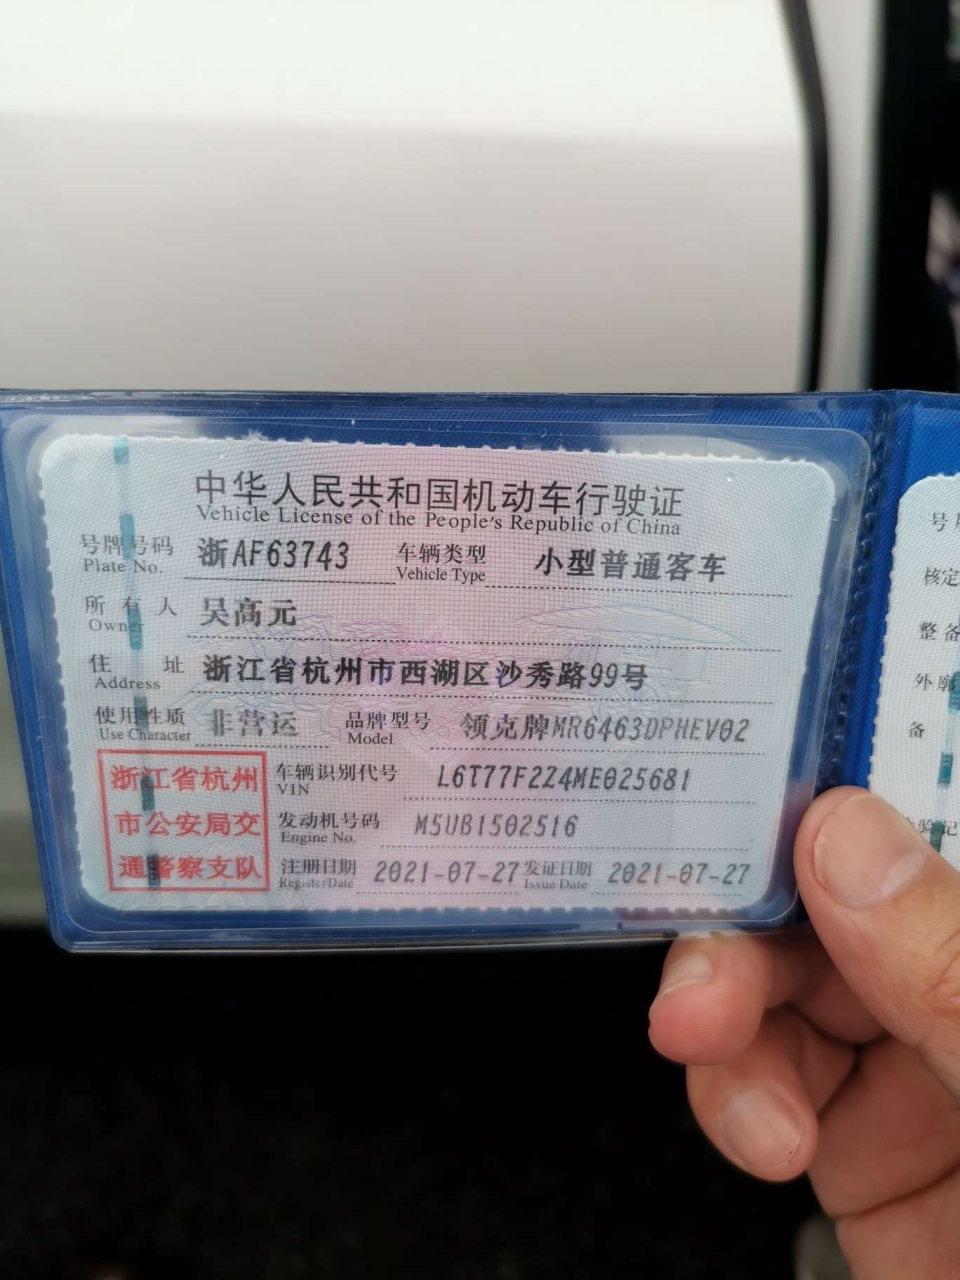 中华人民共和国机动车行驶证
Vehicle License of the People's Republic of China
号牌号码 浙AF63743 车辆类型 小型普通客车
Plate No. Vehicle Type
所有人 吴高元
Owner
住址 浙江省杭州市西湖区沙秀路99号
Address
使用性质 非营运 品牌型号 领克牌MR6463DPHEV02
Use Character Model
浙江省杭州
市公安局交
通警察支队
车辆识别代号 L6T77F2Z4ME025681
VIN
发动机号码 M5UB1502516
Engine No.
注册日期 2021-07-27 发证日期 2021-07-27
Register Date Issue Date
号
核定
整备
外廓
备